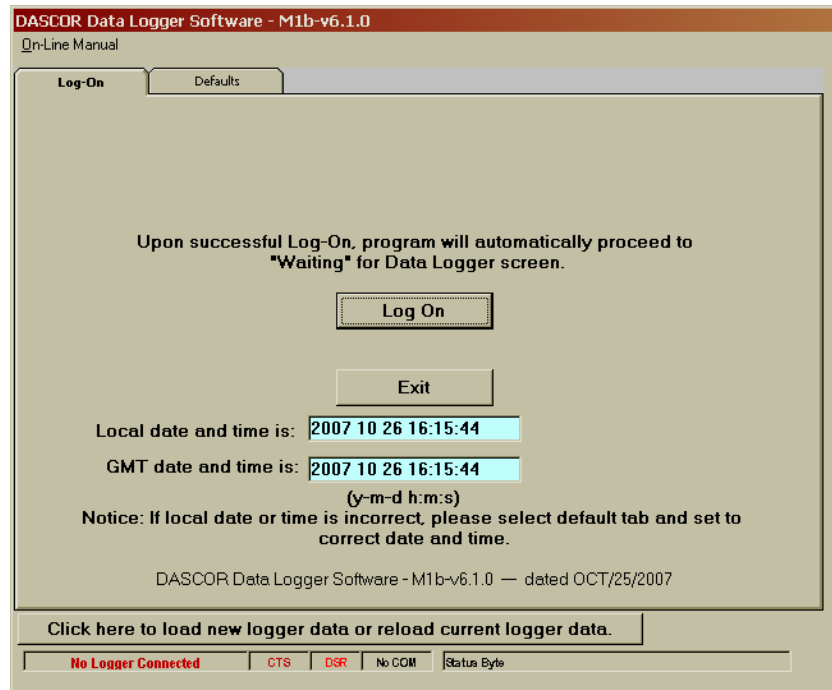 DASCOR Data Logger Software - M1b-v6.1.0
On-Line Manual
Log-On
Defaults
Upon successful Log-On, program will automatically proceed to
"Waiting" for Data Logger screen.
Log On
Exit
Local date and time is: 2007 10 26 16:15:44
GMT date and time is: 2007 10 26 16:15:44
(y-m-d h:m:s)
Notice: If local date or time is incorrect, please select default tab and set to
correct date and time.
DASCOR Data Logger Software - M1b-v6.1.0 — dated OCT/25/2007
Click here to load new logger data or reload current logger data.
No Logger Connected CTS DSR No COM Status Byte